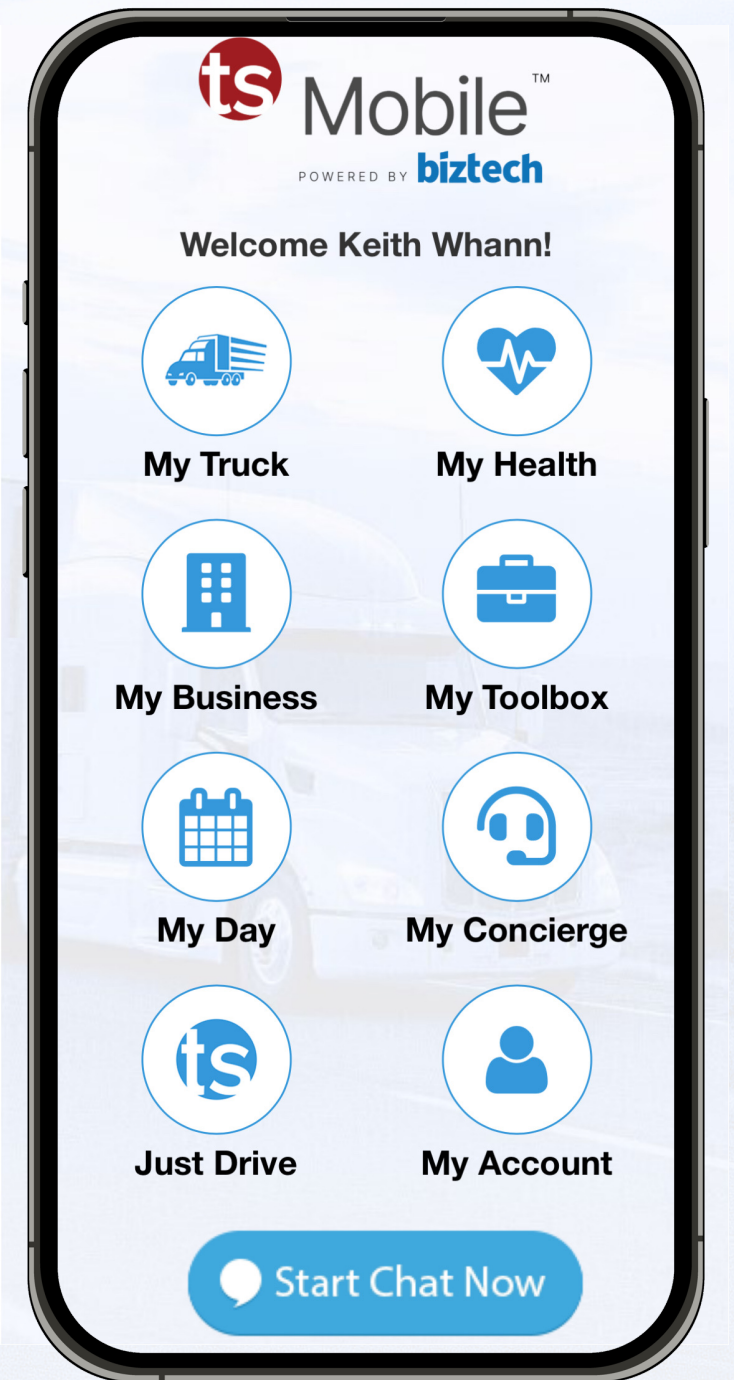 ts Mobile™
POWERED BY biztech
Welcome Keith Whann!
My Truck
My Health
My Business
My Toolbox
My Day
My Concierge
ts
Just Drive
My Account
Start Chat Now